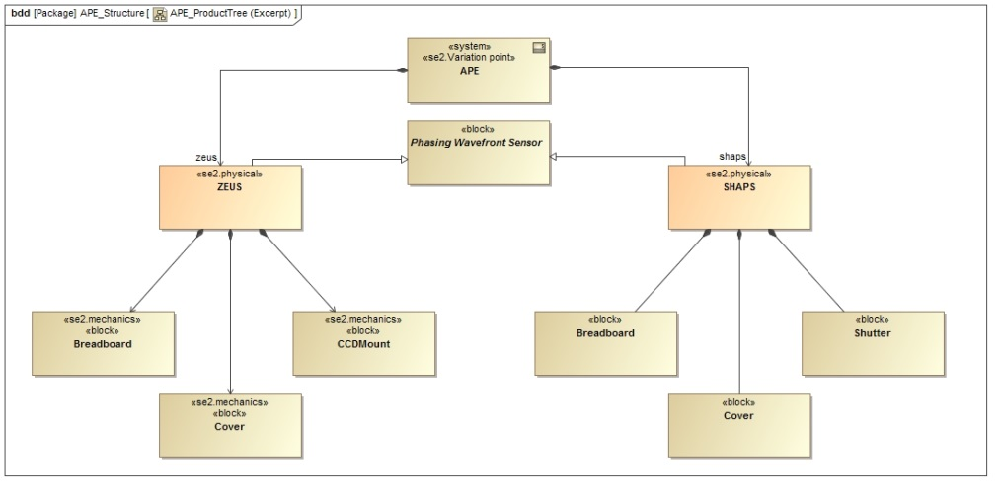 bdd [Package] APE_Structure [ APE_ProductTree (Excerpt) ]
«system»
«se2.Variation point»
APE
«block»
Phasing Wavefront Sensor
zeus
shaps
«se2.physical»
ZEUS
«se2.physical»
SHAPS
«se2.mechanics»
«block»
Breadboard
«se2.mechanics»
«block»
CCDMount
«block»
Breadboard
«block»
Shutter
«se2.mechanics»
«block»
Cover
«block»
Cover